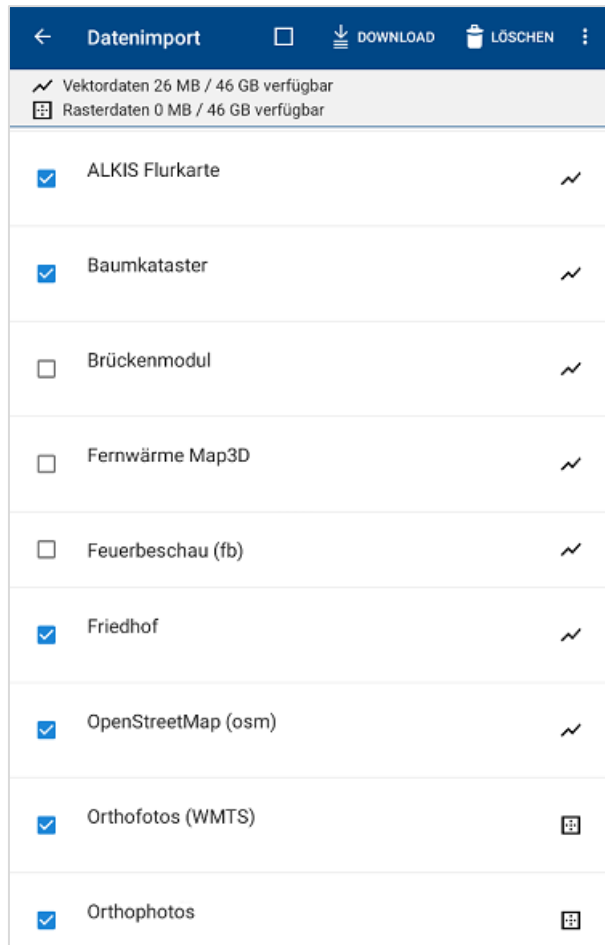 Datenimport DOWNLOAD LÖSCHEN
Vektordaten 26 MB / 46 GB verfügbar
Rasterdaten 0 MB / 46 GB verfügbar
ALKIS Flurkarte
Baumkataster
Brückenmodul
Fernwärme Map3D
Feuerbeschau (fb)
Friedhof
OpenStreetMap (osm)
Orthofotos (WMTS)
Orthophotos